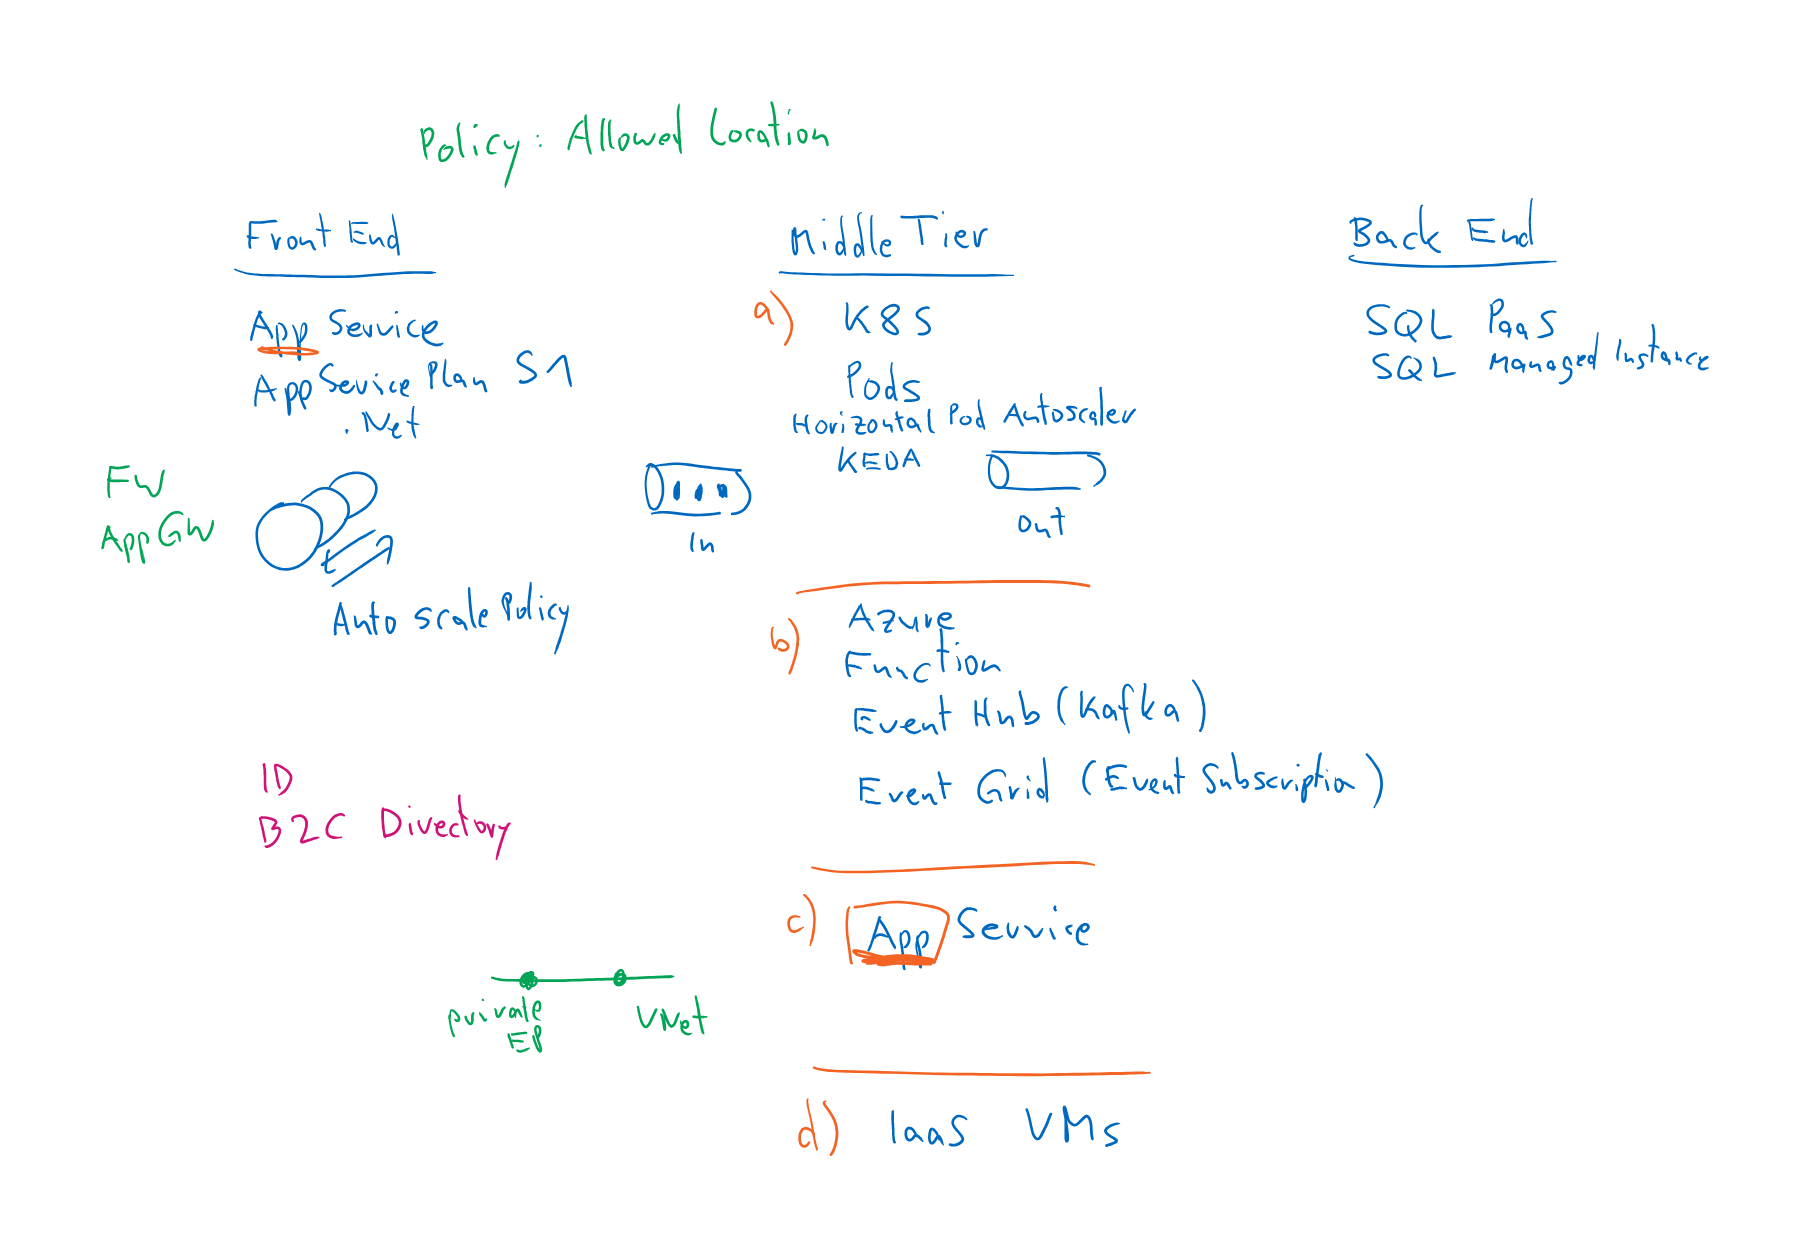 Policy: Allowed Location
Front End
App Service
App Service Plan S1
.Net
FW
AppGW
Auto scale Policy
ID
B2C Directory
private
EP
VNet
Middle Tier
a) K8S
Pods
Horizontal Pod Autoscaler
KEDA
In
Out
b) Azure
Function
Event Hub (Kafka)
Event Grid (Event Subscription)
c) App Service
d) IaaS VMs
Back End
SQL PaaS
SQL Managed Instance